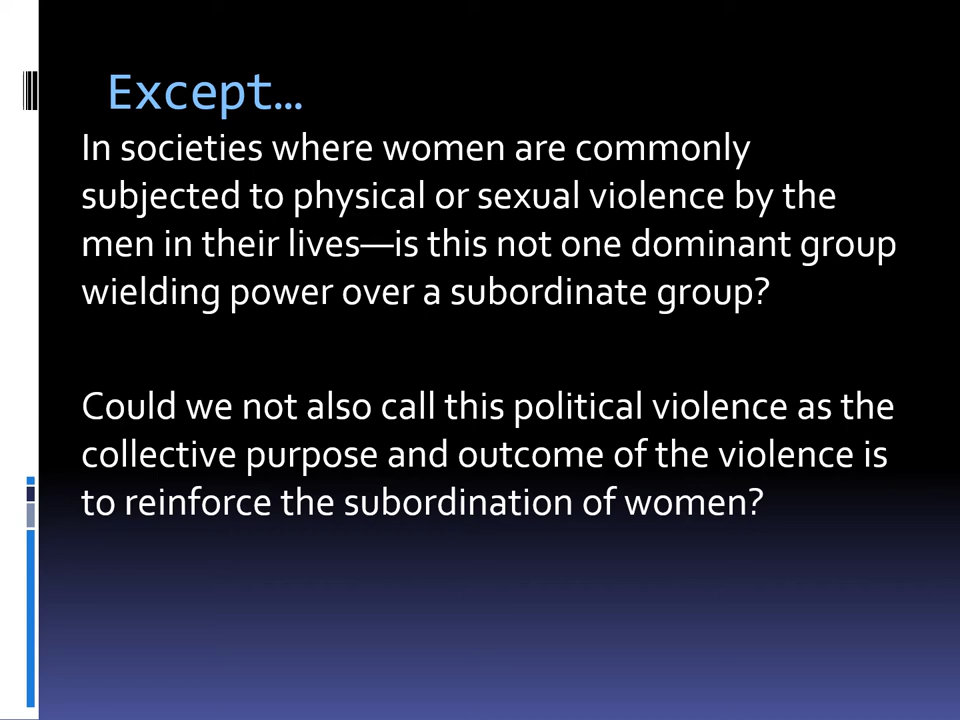 Except…
In societies where women are commonly
subjected to physical or sexual violence by the
men in their lives—is this not one dominant group
wielding power over a subordinate group?
Could we not also call this political violence as the
collective purpose and outcome of the violence is
to reinforce the subordination of women?